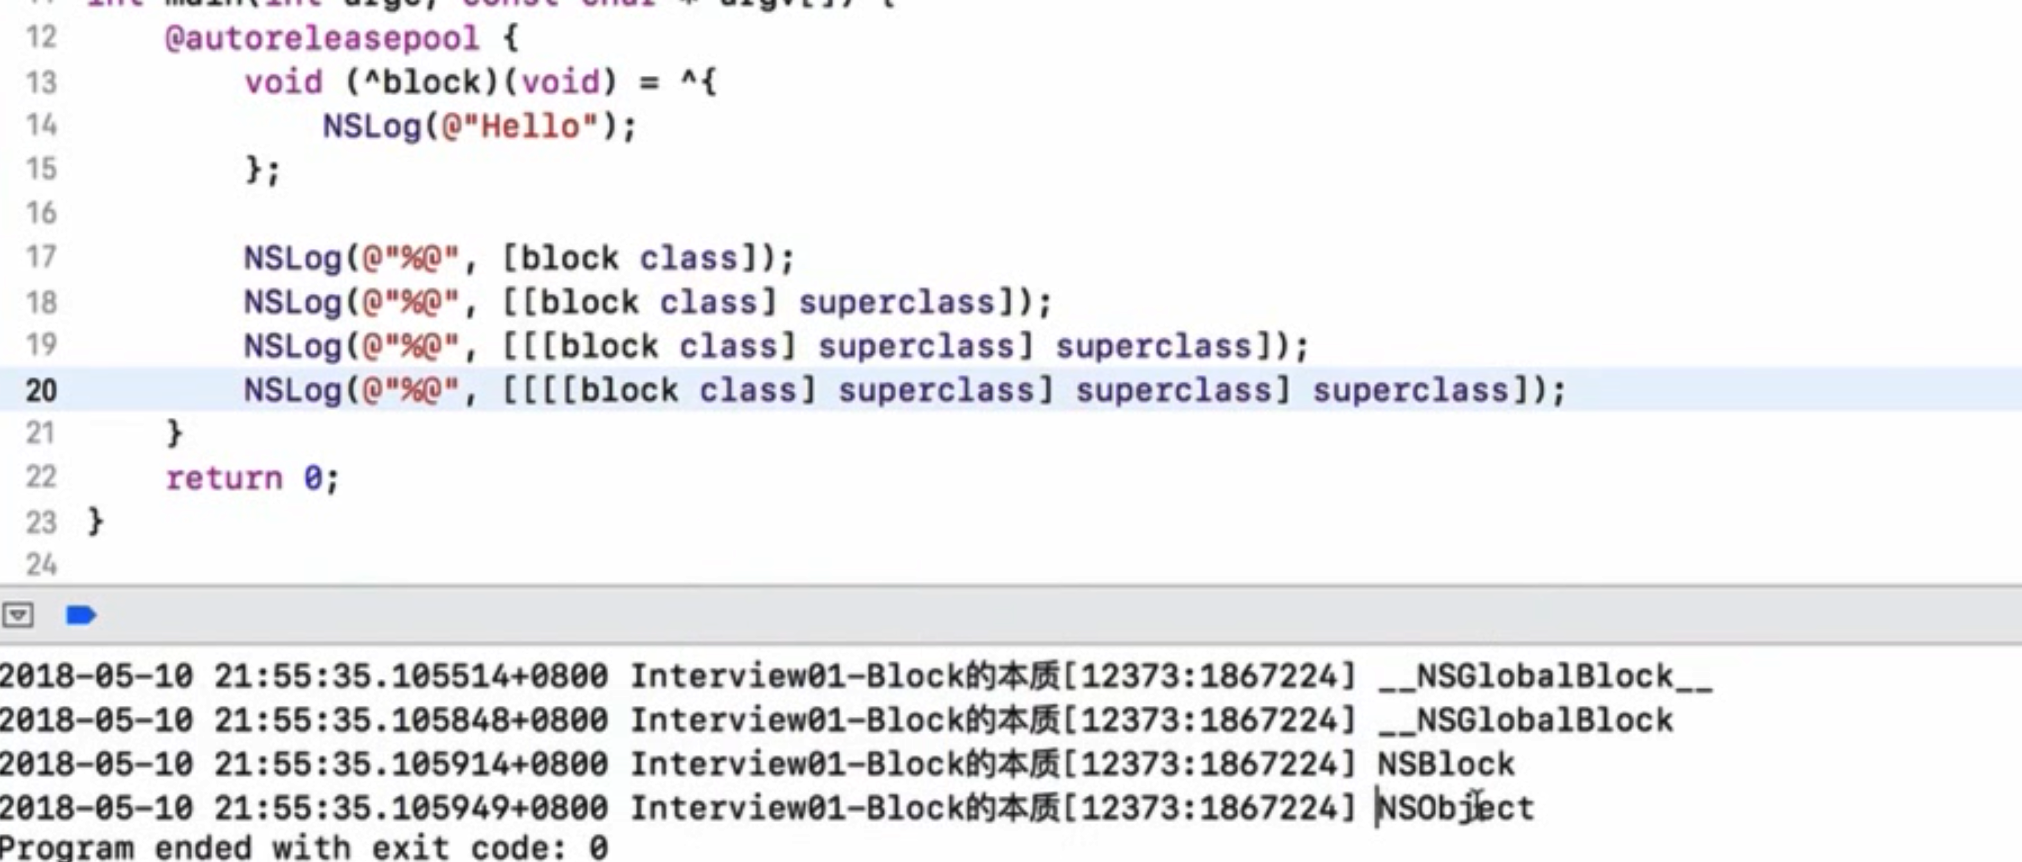 int main(int argc, const char * argv[]) {
12 @autoreleasepool {
13 void (^block)(void) = ^{
14 NSLog(@"Hello");
15 };
16
17 NSLog(@"%@", [block class]);
18 NSLog(@"%@", [[block class] superclass]);
19 NSLog(@"%@", [[[block class] superclass] superclass]);
20 NSLog(@"%@", [[[[block class] superclass] superclass] superclass]);
21 }
22 return 0;
23 }
24
2018-05-10 21:55:35.105514+0800 Interview01-Block的本质[12373:1867224] __NSGlobalBlock__
2018-05-10 21:55:35.105848+0800 Interview01-Block的本质[12373:1867224] __NSGlobalBlock
2018-05-10 21:55:35.105914+0800 Interview01-Block的本质[12373:1867224] NSBlock
2018-05-10 21:55:35.105949+0800 Interview01-Block的本质[12373:1867224] NSObject
Program ended with exit code: 0